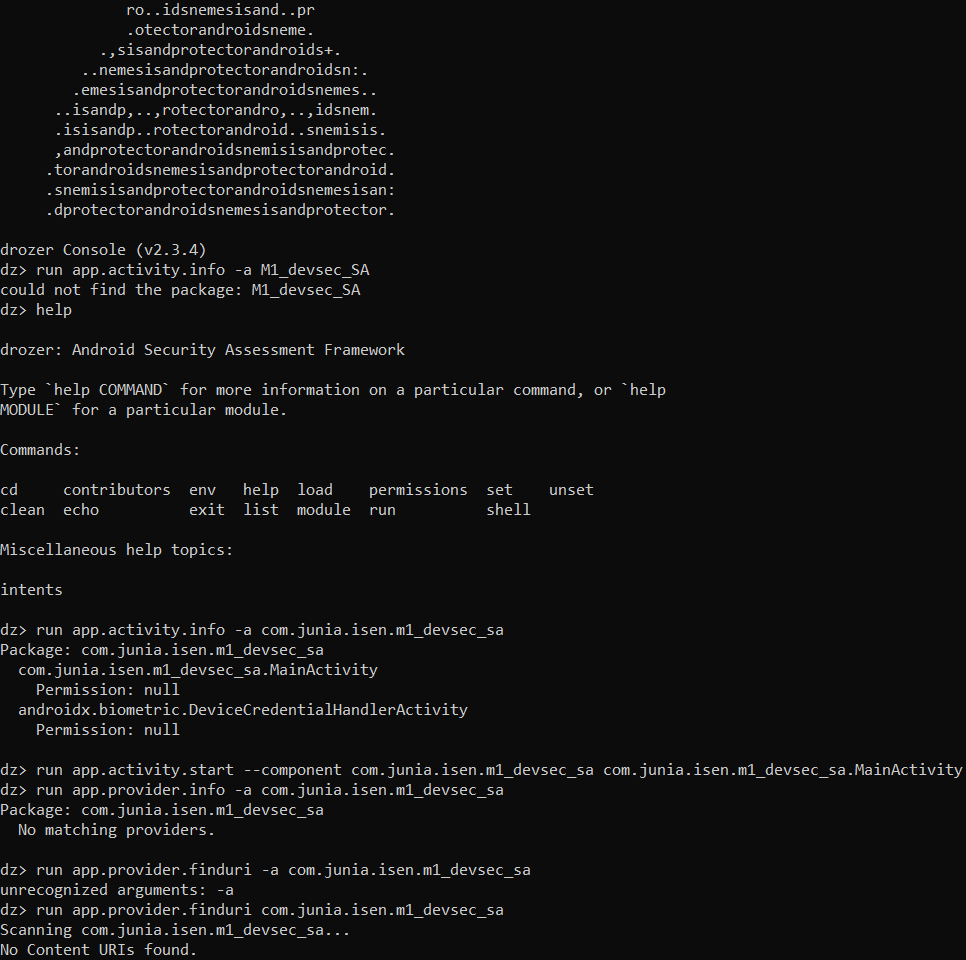 ro..idsnemesisand..pr
.otectorandroidsneme.
.,sisandprotectorandroids+.
..nemesisandprotectorandroidsn:.
.emesisandprotectorandroidsnemes..
..isandp,..,rotectorandro,..,idsnem.
.isisandp..rotectorandroid..snemisis.
,andprotectorandroidsnemisisandprotec.
.torandroidsnemesisandprotectorandroid.
.snemisisandprotectorandroidsnemesisan:
.dprotectorandroidsnemesisandprotector.
drozer Console (v2.3.4)
dz> run app.activity.info -a M1_devsec_SA
could not find the package: M1_devsec_SA
dz> help
drozer: Android Security Assessment Framework
Type `help COMMAND` for more information on a particular command, or `help
MODULE` for a particular module.
Commands:
cd     contributors  env   help  load    permissions  set    unset
clean  echo          exit  list  module  run          shell
Miscellaneous help topics:
intents
dz> run app.activity.info -a com.junia.isen.m1_devsec_sa
Package: com.junia.isen.m1_devsec_sa
com.junia.isen.m1_devsec_sa.MainActivity
Permission: null
androidx.biometric.DeviceCredentialHandlerActivity
Permission: null
dz> run app.activity.start --component com.junia.isen.m1_devsec_sa com.junia.isen.m1_devsec_sa.MainActivity
dz> run app.provider.info -a com.junia.isen.m1_devsec_sa
Package: com.junia.isen.m1_devsec_sa
No matching providers.
dz> run app.provider.finduri -a com.junia.isen.m1_devsec_sa
unrecognized arguments: -a
dz> run app.provider.finduri com.junia.isen.m1_devsec_sa
Scanning com.junia.isen.m1_devsec_sa...
No Content URIs found.